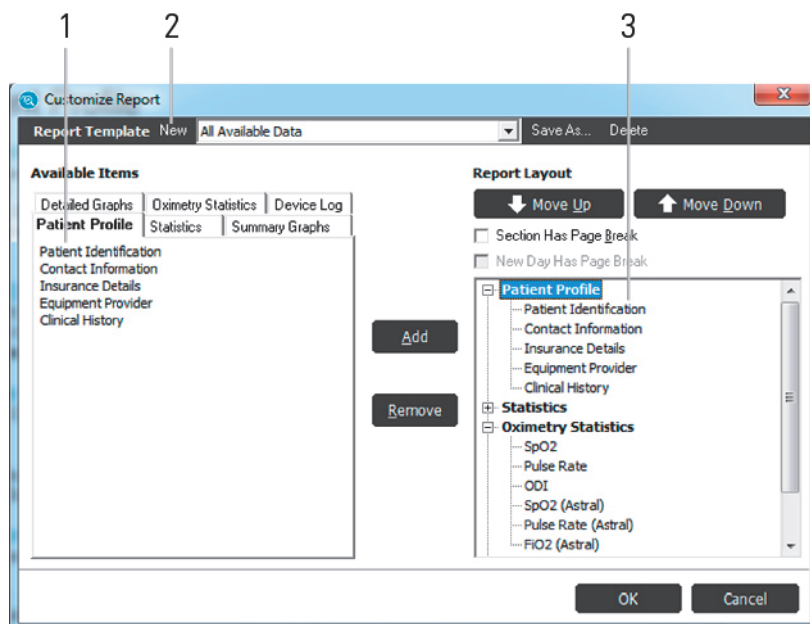 1 2 3
Customize Report
Report Template New All Available Data Save As... Delete
Available Items
Detailed Graphs Oximetry Statistics Device Log
Patient Profile Statistics Summary Graphs
Patient Identification
Contact Information
Insurance Details
Equipment Provider
Clinical History
Add
Remove
Report Layout
Move Up Move Down
Section Has Page Break
New Day Has Page Break
Patient Profile
Patient Identifcation
Contact Information
Insurance Details
Equipment Provider
Clinical History
Statistics
Oximetry Statistics
SpO2
Pulse Rate
ODI
SpO2 (Astral)
Pulse Rate (Astral)
FiO2 (Astral)
OK Cancel